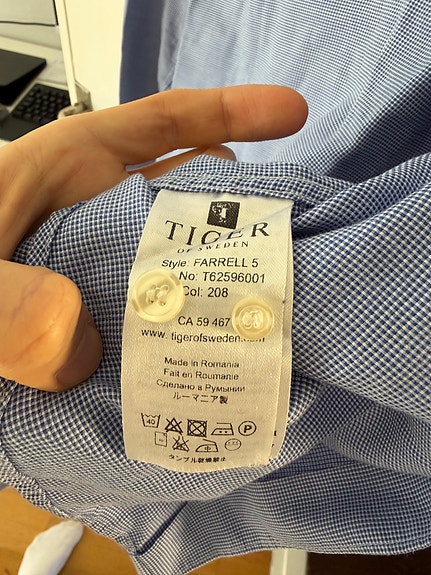 TIGER
OF SWEDEN
Style: FARRELL 5
No: T62596001
Col: 208
CA 59 467
www.tigerofsweden.com
Made in Romania
Fait en Roumanie
Сделано в Румынии
ルーマニア製
40
P
タンブル乾燥禁止